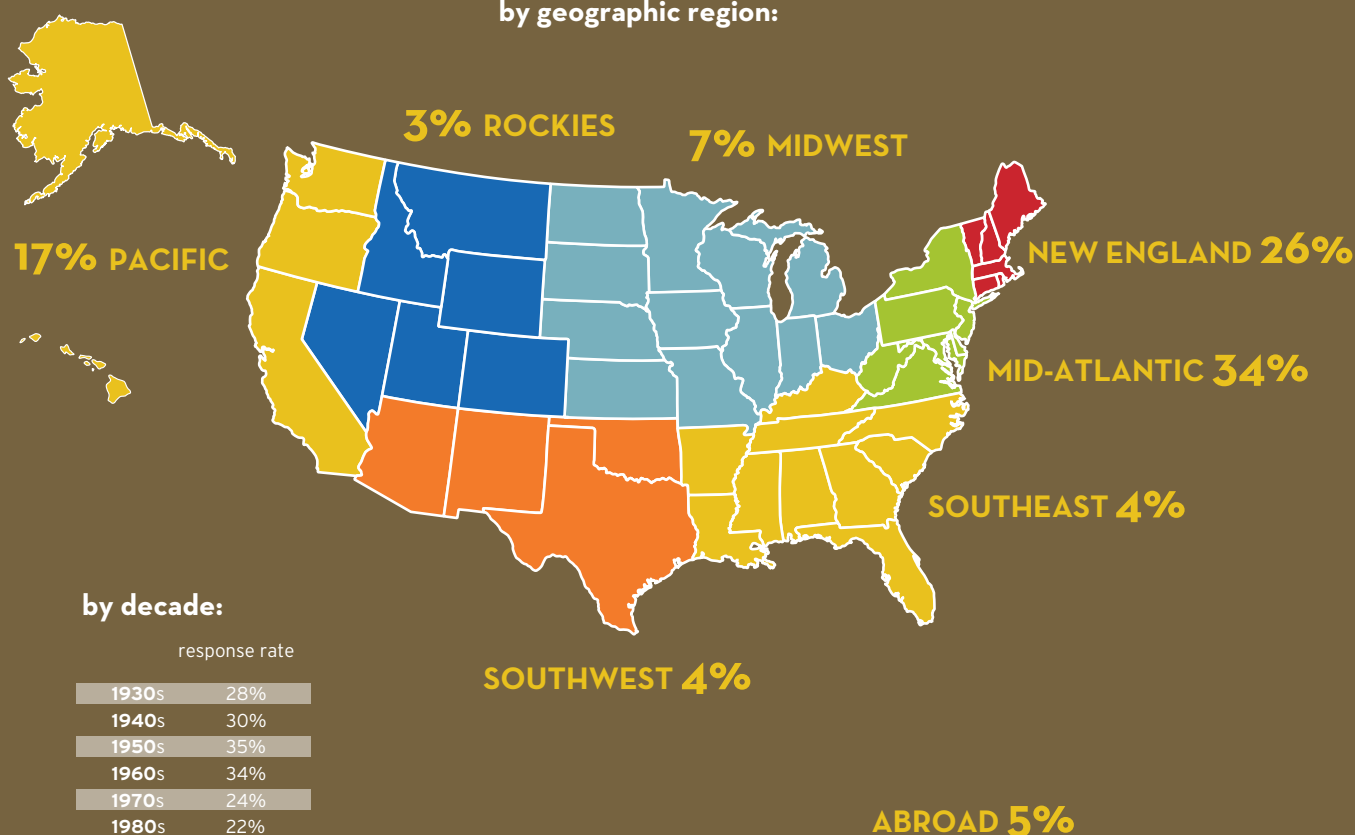 by geographic region:
3% ROCKIES
7% MIDWEST
17% PACIFIC
NEW ENGLAND 26%
MID-ATLANTIC 34%
SOUTHEAST 4%
SOUTHWEST 4%
ABROAD 5%
by decade:
response rate
1930s 28%
1940s 30%
1950s 35%
1960s 34%
1970s 24%
1980s 22%